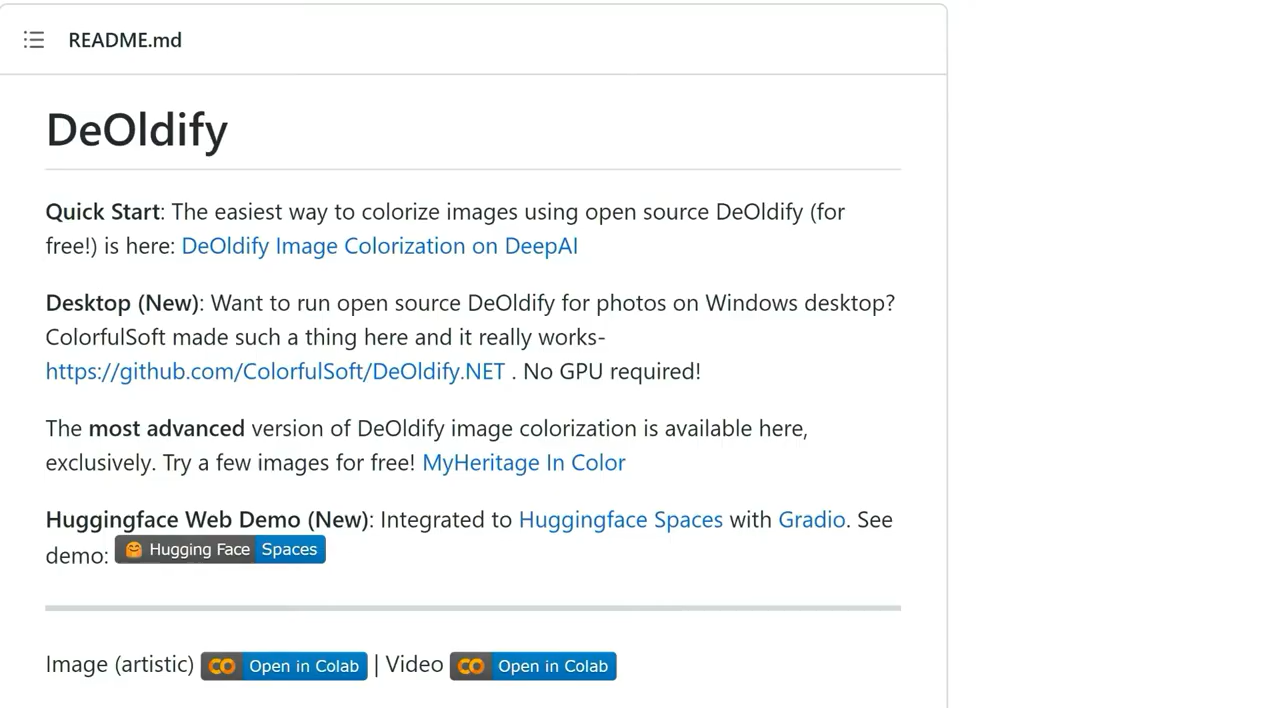 README.md
DeOldify
Quick Start: The easiest way to colorize images using open source DeOldify (for
free!) is here: DeOldify Image Colorization on DeepAI
Desktop (New): Want to run open source DeOldify for photos on Windows desktop?
ColorfulSoft made such a thing here and it really works-
https://github.com/ColorfulSoft/DeOldify.NET . No GPU required!
The most advanced version of DeOldify image colorization is available here,
exclusively. Try a few images for free! MyHeritage In Color
Huggingface Web Demo (New): Integrated to Huggingface Spaces with Gradio. See
demo: Hugging Face Spaces
Image (artistic) Open in Colab | Video Open in Colab